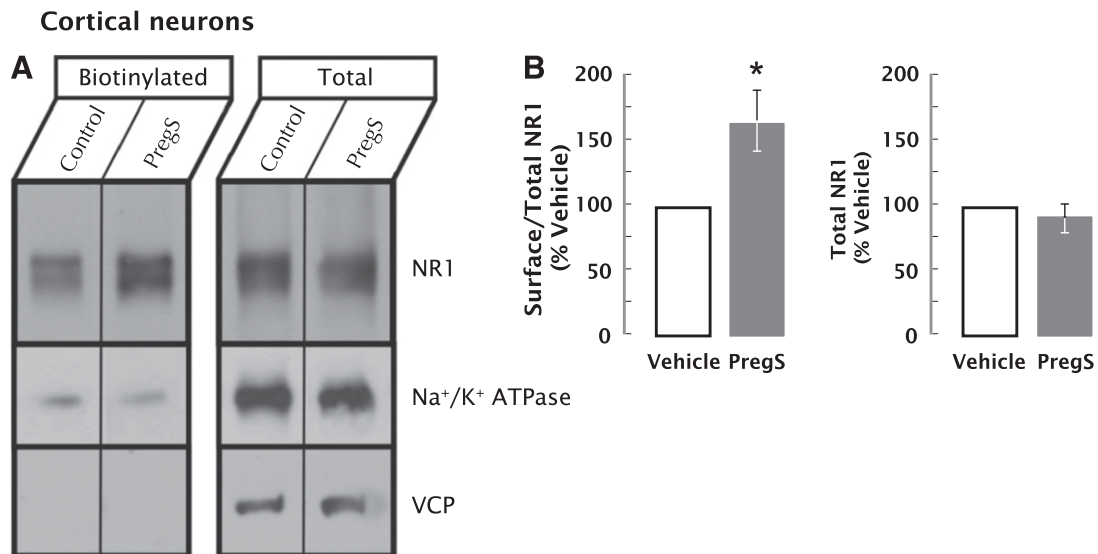 Cortical neurons
A
Biotinylated
Total
Control
PregS
Control
PregS
NR1
Na⁺/K⁺ ATPase
VCP
B
Surface/Total NR1
(% Vehicle)
200
150
100
50
0
*
Vehicle PregS
Total NR1
(% Vehicle)
200
150
100
50
0
Vehicle PregS